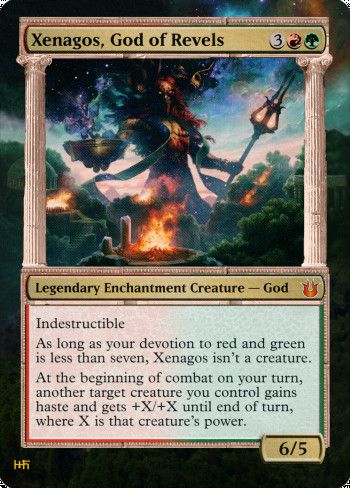 Xenagos, God of Revels 3
Legendary Enchantment Creature — God
Indestructible
As long as your devotion to red and green
is less than seven, Xenagos isn't a creature.
At the beginning of combat on your turn,
another target creature you control gains
haste and gets +X/+X until end of turn,
where X is that creature's power.
6/5